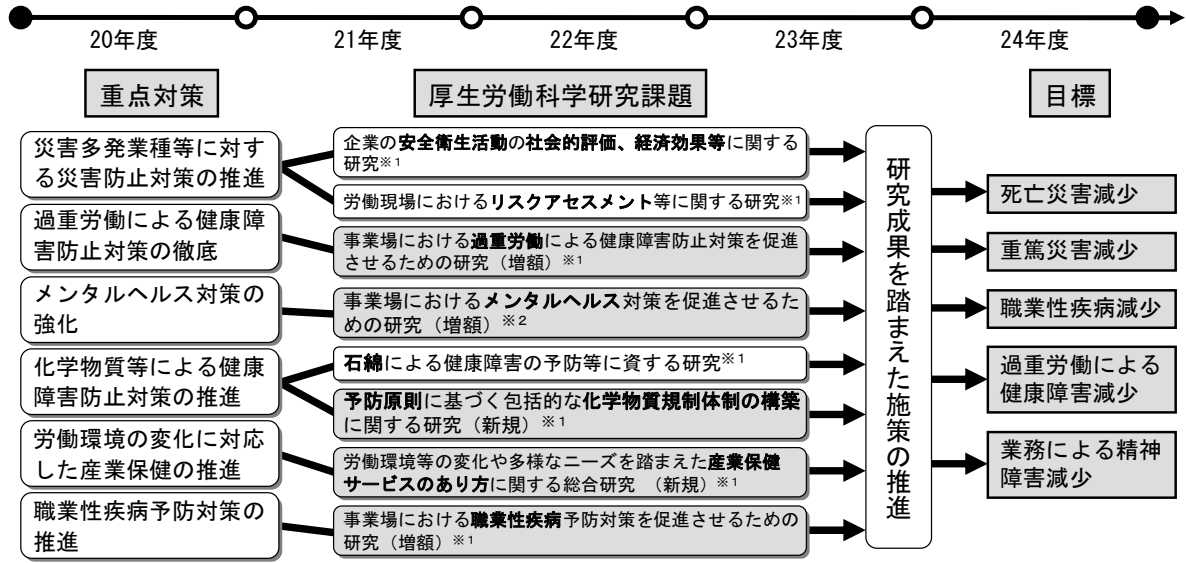 20年度
21年度
22年度
23年度
24年度
重点対策
厚生労働科学研究課題
目標
災害多発業種等に対す
る災害防止対策の推進
過重労働による健康障
害防止対策の徹底
メンタルヘルス対策の
強化
化学物質等による健康
障害防止対策の推進
労働環境の変化に対応
した産業保健の推進
職業性疾病予防対策の
推進
企業の安全衛生活動の社会的評価、経済効果等に関する
研究※1
労働現場におけるリスクアセスメント等に関する研究※1
事業場における過重労働による健康障害防止対策を促進
させるための研究（増額）※1
事業場におけるメンタルヘルス対策を促進させるた
めの研究（増額）※2
石綿による健康障害の予防等に資する研究※1
予防原則に基づく包括的な化学物質規制体制の構築
に関する研究（新規）※1
労働環境等の変化や多様なニーズを踏まえた産業保健
サービスのあり方に関する総合研究　（新規）※1
事業場における職業性疾病予防対策を促進させるための
研究（増額）※1
研究成果を踏まえた施策の推進
死亡災害減少
重篤災害減少
職業性疾病減少
過重労働による
健康障害減少
業務による精神
障害減少